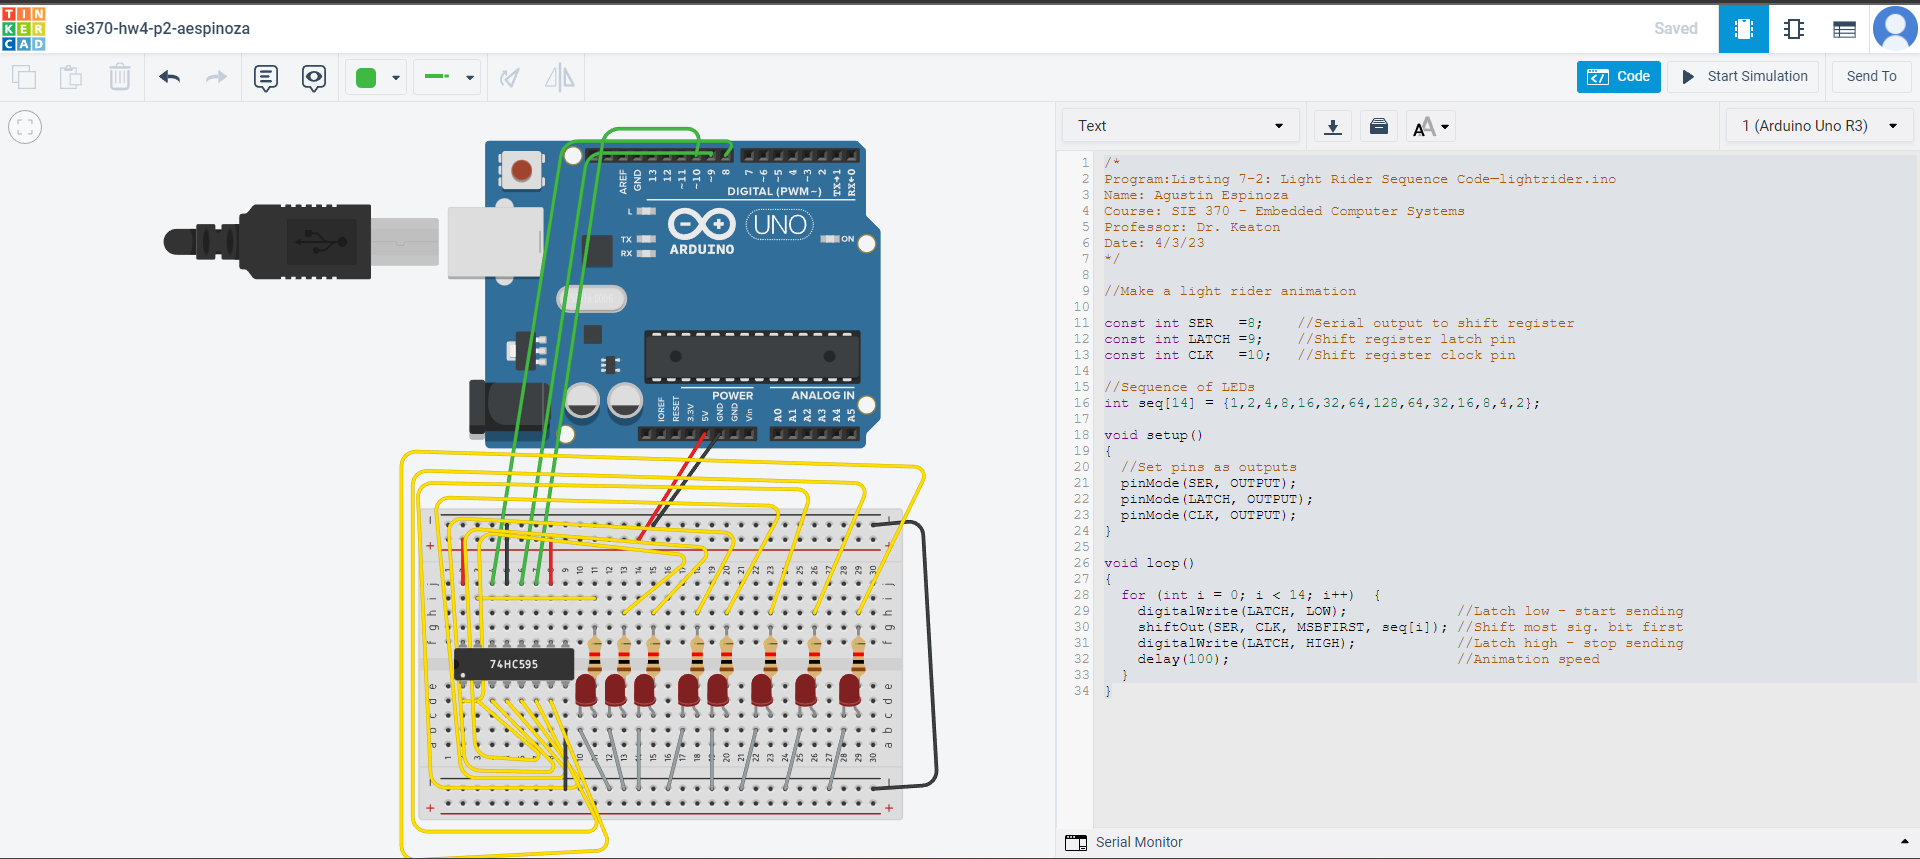 TINKERCAD
sie370-hw4-p2-aespinoza
Saved
Code
Start Simulation
Send To
Text
1 (Arduino Uno R3)
AREF
GND
13
12
~11
~10
~9
8
7
~6
~5
4
~3
2
TX→1
RX←0
DIGITAL (PWM~)
L
TX
RX
ARDUINO
UNO
ON
POWER
ANALOG IN
IOREF
RESET
3.3V
5V
GND
GND
Vin
A0
A1
A2
A3
A4
A5
74HC595
1 /*
2 Program:Listing 7-2: Light Rider Sequence Code—lightrider.ino
3 Name: Agustin Espinoza
4 Course: SIE 370 - Embedded Computer Systems
5 Professor: Dr. Keaton
6 Date: 4/3/23
7 */
8
9 //Make a light rider animation
10
11 const int SER   =8;    //Serial output to shift register
12 const int LATCH =9;    //Shift register latch pin
13 const int CLK   =10;   //Shift register clock pin
14
15 //Sequence of LEDs
16 int seq[14] = {1,2,4,8,16,32,64,128,64,32,16,8,4,2};
17
18 void setup()
19 {
20   //Set pins as outputs
21   pinMode(SER, OUTPUT);
22   pinMode(LATCH, OUTPUT);
23   pinMode(CLK, OUTPUT);
24 }
25
26 void loop()
27 {
28   for (int i = 0; i < 14; i++)  {
29     digitalWrite(LATCH, LOW);             //Latch low - start sending
30     shiftOut(SER, CLK, MSBFIRST, seq[i]); //Shift most sig. bit first
31     digitalWrite(LATCH, HIGH);            //Latch high - stop sending
32     delay(100);                           //Animation speed
33   }
34 }
Serial Monitor